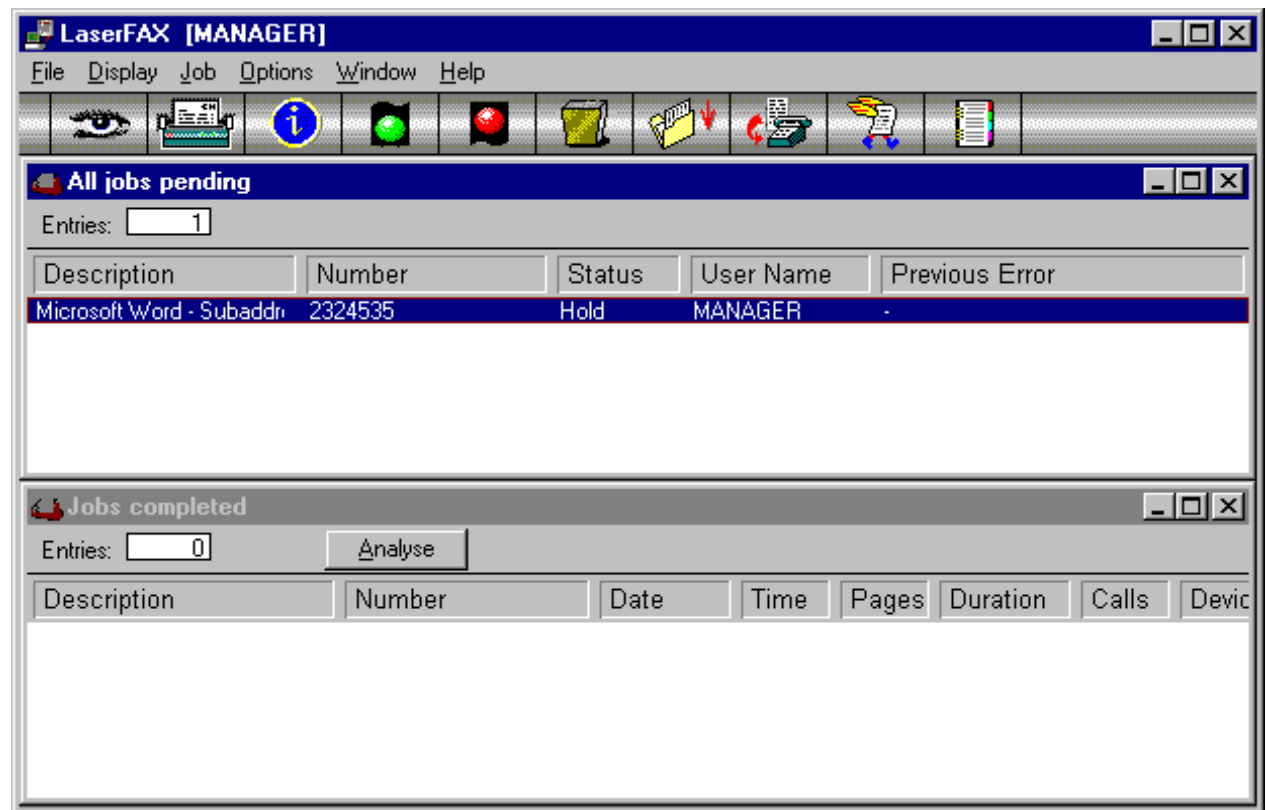 LaserFAX [MANAGER]
File Display Job Options Window Help
All jobs pending
Entries: 1
Description Number Status User Name Previous Error
Microsoft Word - Subaddr 2324535 Hold MANAGER -
Jobs completed
Entries: 0 Analyse
Description Number Date Time Pages Duration Calls Devic